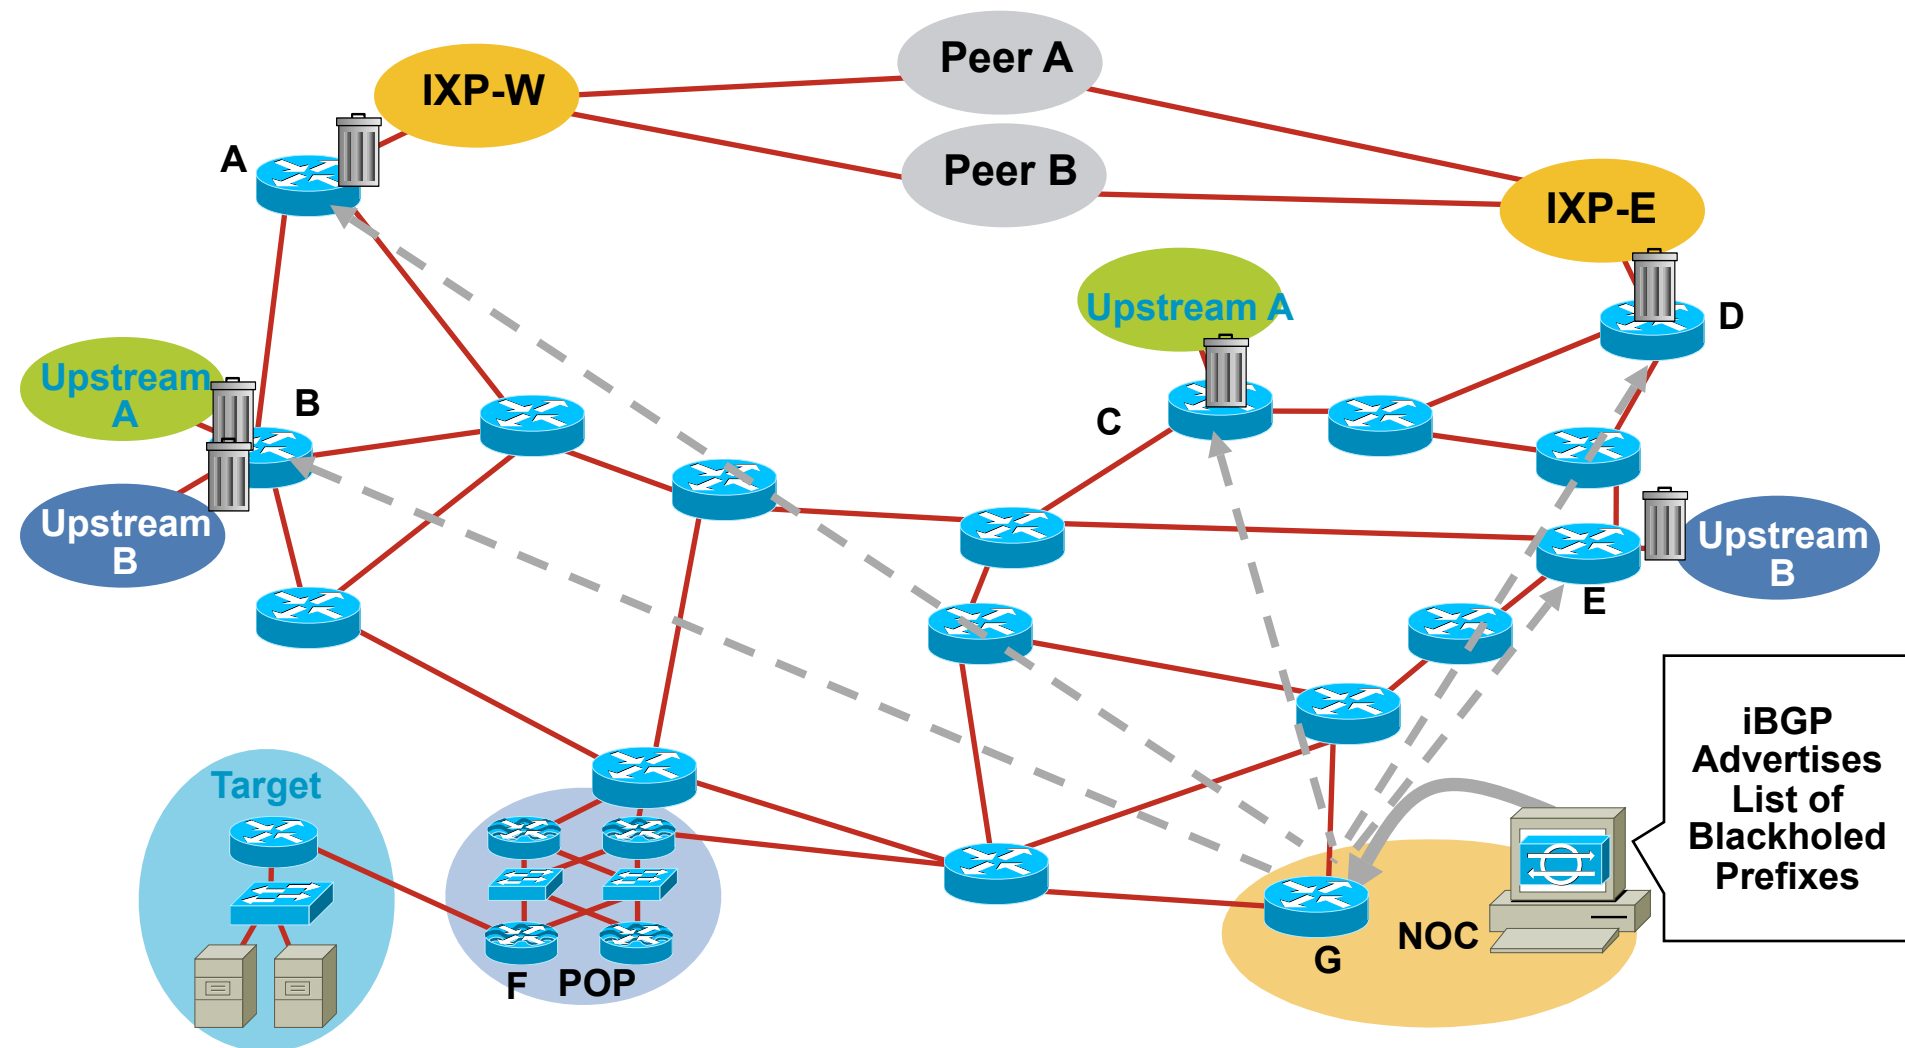 Peer A
IXP-W
A
Peer B
IXP-E
Upstream A
D
Upstream
A
B
C
Upstream
B
Upstream
B
E
iBGP
Advertises
List of
Blackholed
Prefixes
Target
NOC
G
F
POP